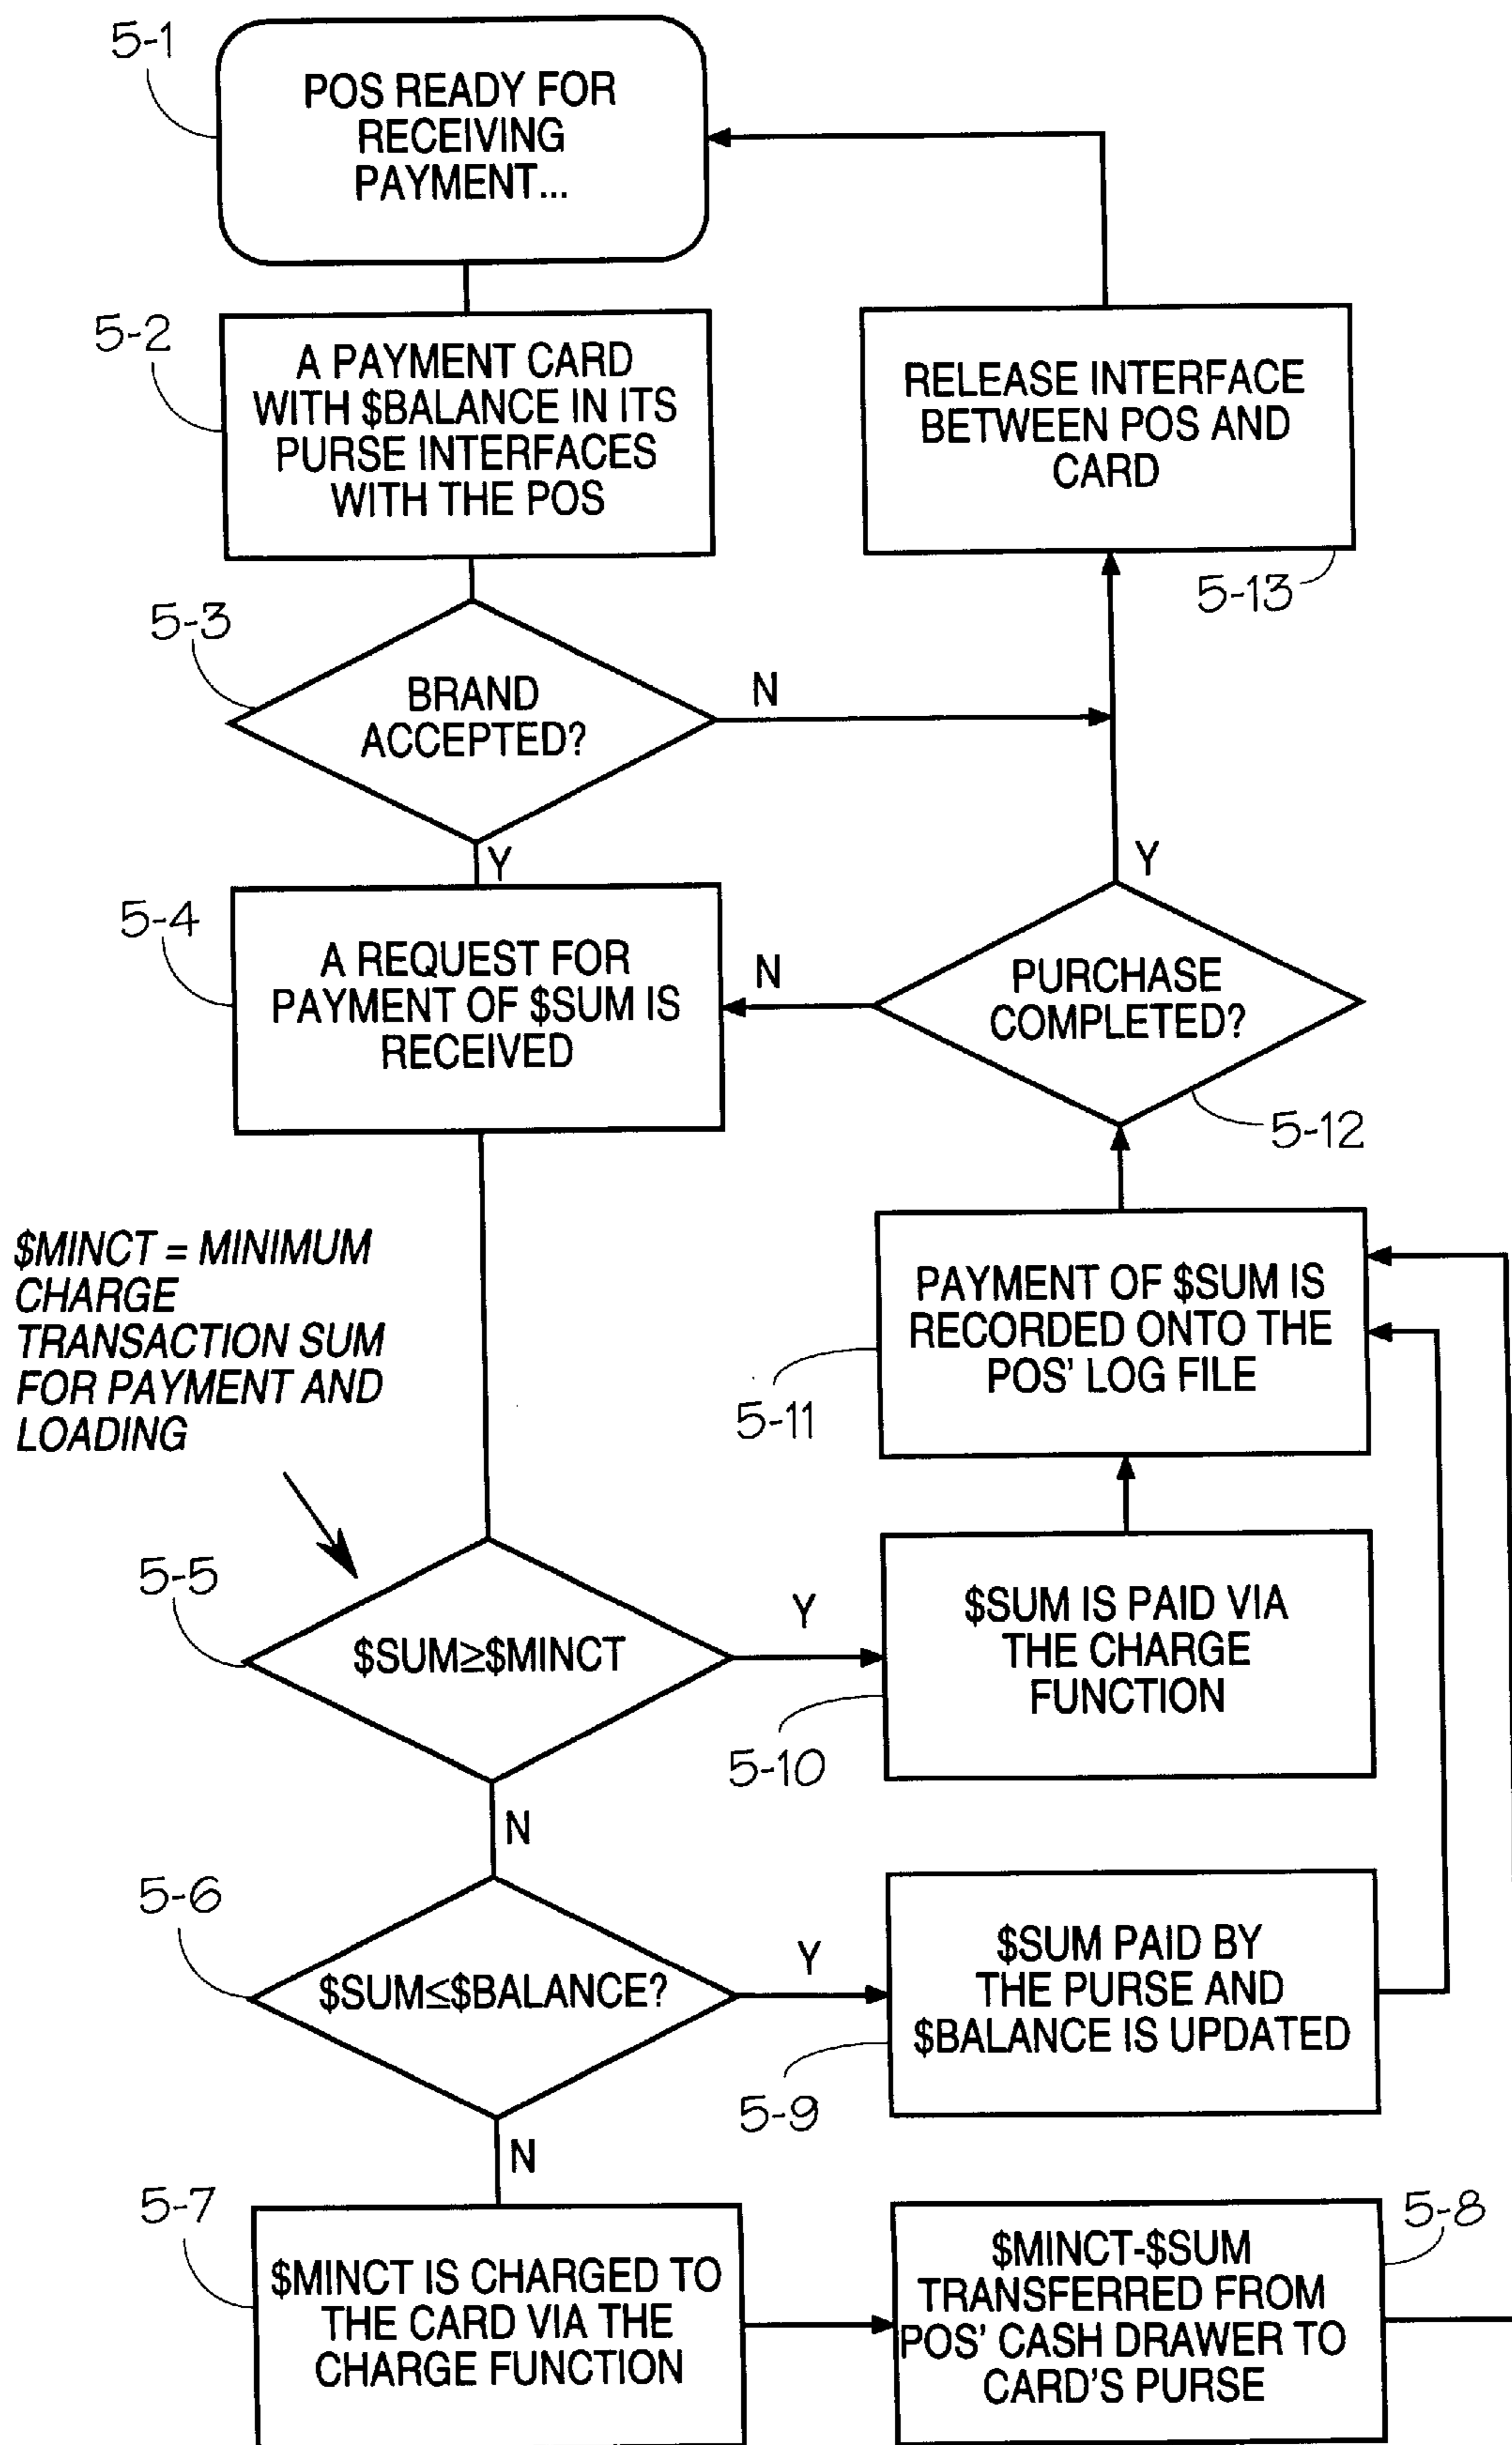 5-1
POS READY FOR
RECEIVING
PAYMENT...
5-2
A PAYMENT CARD
WITH $BALANCE IN ITS
PURSE INTERFACES
WITH THE POS
RELEASE INTERFACE
BETWEEN POS AND
CARD
5-13
5-3
BRAND
ACCEPTED?
N
Y
5-4
A REQUEST FOR
PAYMENT OF $SUM IS
RECEIVED
N
Y
PURCHASE
COMPLETED?
5-12
$MINCT = MINIMUM
CHARGE
TRANSACTION SUM
FOR PAYMENT AND
LOADING
PAYMENT OF $SUM IS
RECORDED ONTO THE
POS' LOG FILE
5-11
5-5
$SUM≥$MINCT
Y
N
$SUM IS PAID VIA
THE CHARGE
FUNCTION
5-10
5-6
$SUM≤$BALANCE?
Y
N
$SUM PAID BY
THE PURSE AND
$BALANCE IS UPDATED
5-9
5-7
$MINCT IS CHARGED TO
THE CARD VIA THE
CHARGE FUNCTION
5-8
$MINCT-$SUM
TRANSFERRED FROM
POS' CASH DRAWER TO
CARD'S PURSE